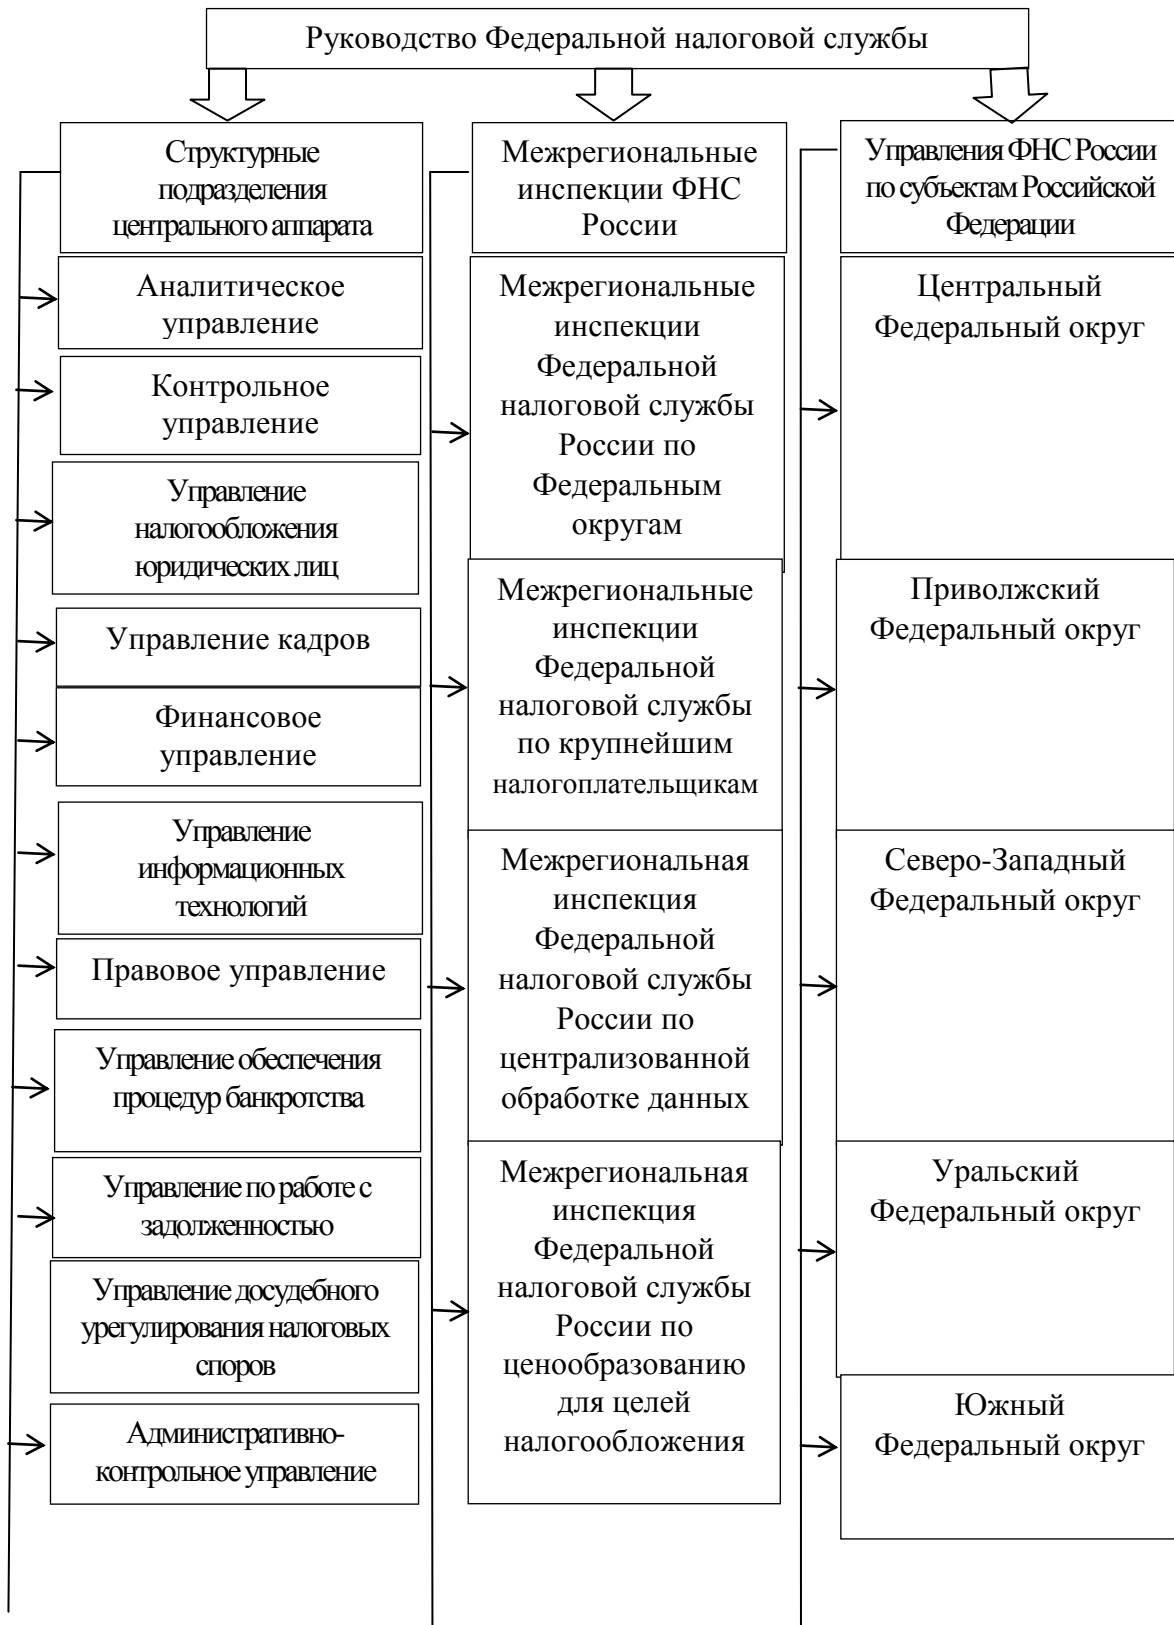 Руководство Федеральной налоговой службы
Структурные
подразделения
центрального аппарата
Аналитическое
управление
Контрольное
управление
Управление
налогообложения
юридических лиц
Управление кадров
Финансовое
управление
Управление
информационных
технологий
Правовое управление
Управление обеспечения
процедур банкротства
Управление по работе с
задолженностью
Управление досудебного
урегулирования налоговых
споров
Административно-
контрольное управление
Межрегиональные
инспекции ФНС
России
Межрегиональные
инспекции
Федеральной
налоговой службы
России по
Федеральным
округам
Межрегиональные
инспекции
Федеральной
налоговой службы
по крупнейшим
налогоплательщикам
Межрегиональная
инспекция
Федеральной
налоговой службы
России по
централизованной
обработке данных
Межрегиональная
инспекция
Федеральной
налоговой службы
России по
ценообразованию
для целей
налогообложения
Управления ФНС России
по субъектам Российской
Федерации
Центральный
Федеральный округ
Приволжский
Федеральный округ
Северо-Западный
Федеральный округ
Уральский
Федеральный округ
Южный
Федеральный округ